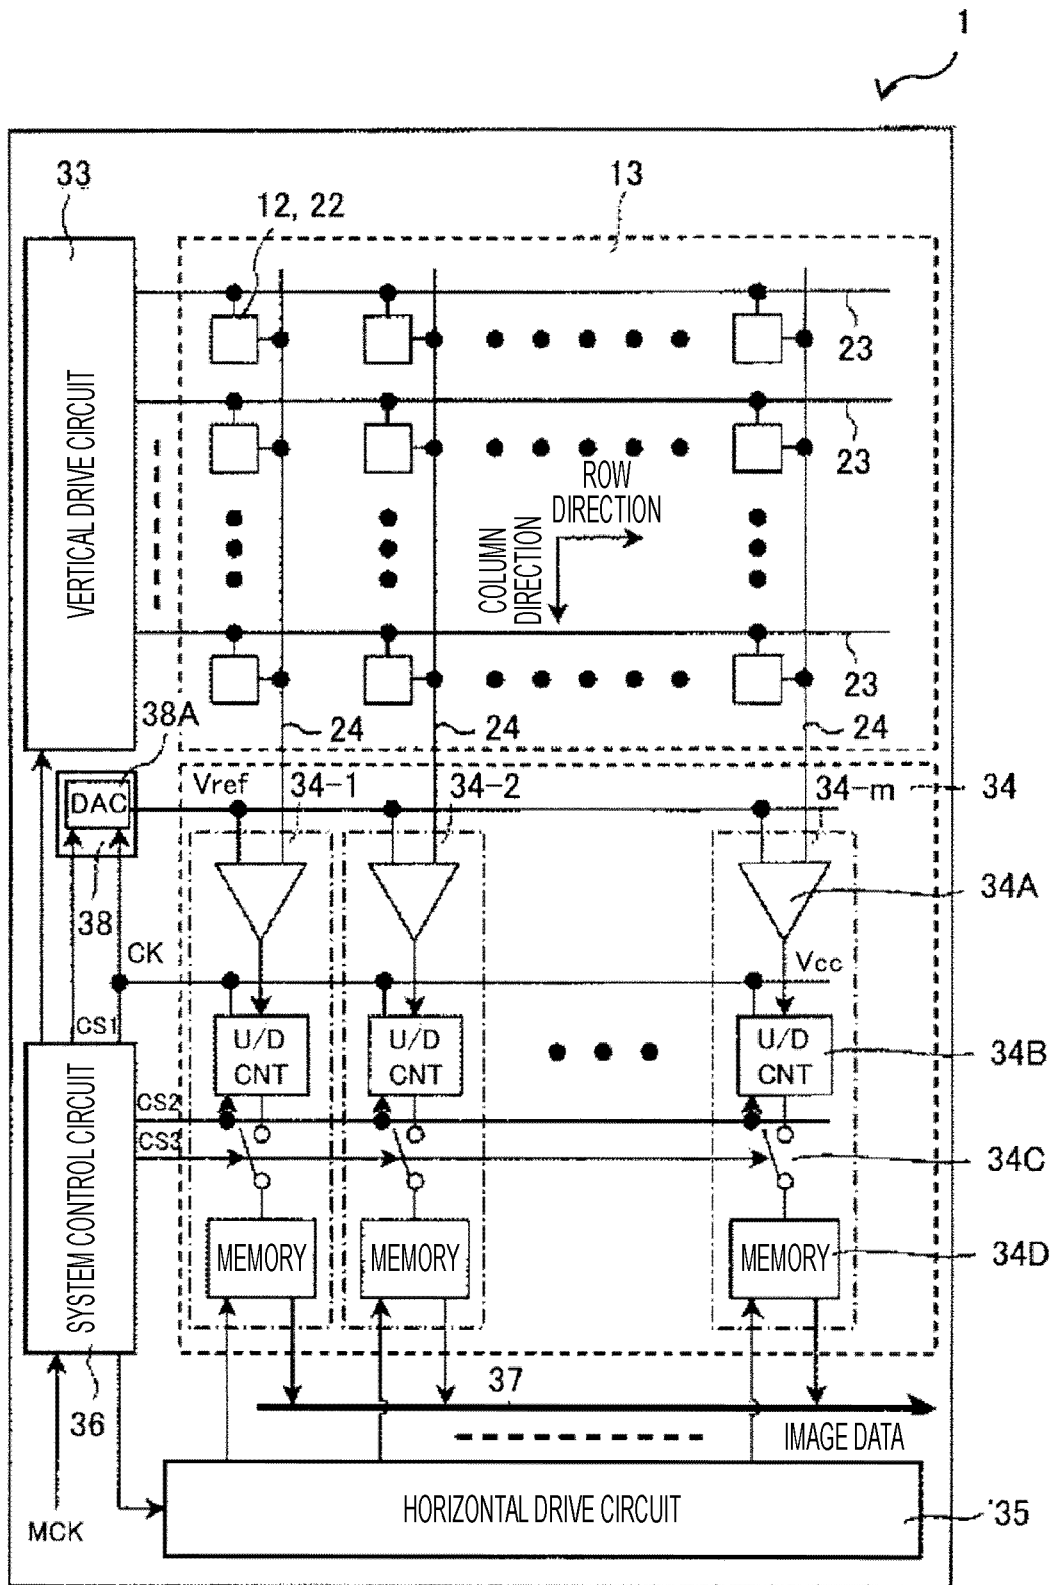 1
33
13
12, 22
VERTICAL DRIVE CIRCUIT
23
23
ROW
DIRECTION
COLUMN
DIRECTION
23
24
24
24
38A
DAC
38
Vref
34-1
34-2
34-m
34
34A
CK
Vcc
CS1
U/D
CNT
U/D
CNT
U/D
CNT
34B
CS2
CS3
34C
SYSTEM CONTROL CIRCUIT
MEMORY
MEMORY
MEMORY
34D
36
37
IMAGE DATA
MCK
HORIZONTAL DRIVE CIRCUIT
35